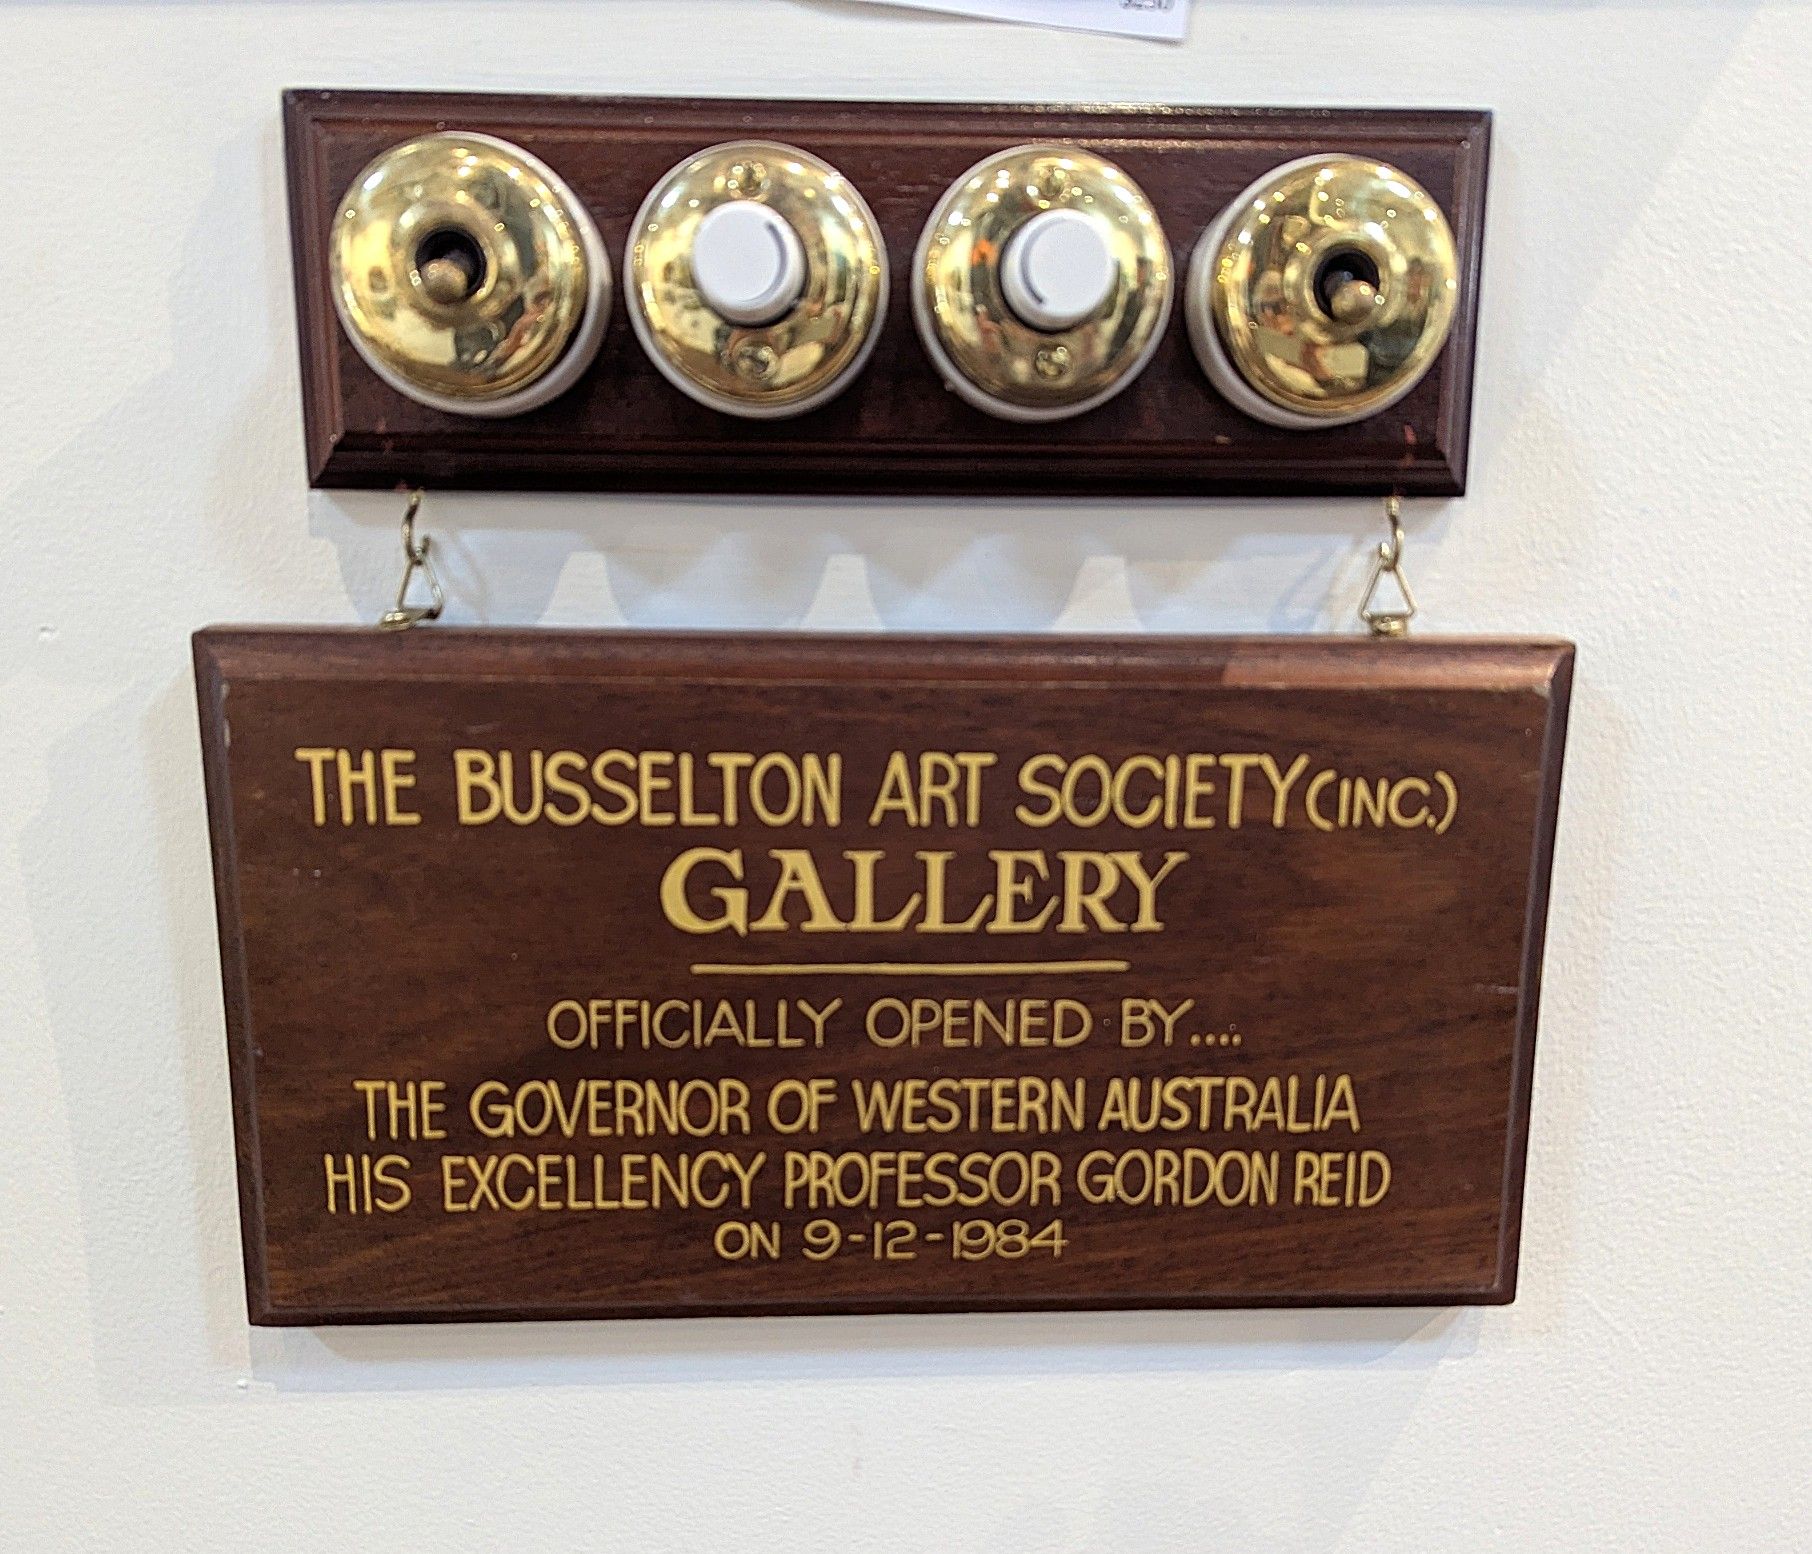 THE BUSSELTON ART SOCIETY (INC.)
GALLERY
OFFICIALLY OPENED BY....
THE GOVERNOR OF WESTERN AUSTRALIA
HIS EXCELLENCY PROFESSOR GORDON REID
ON 9-12-1984